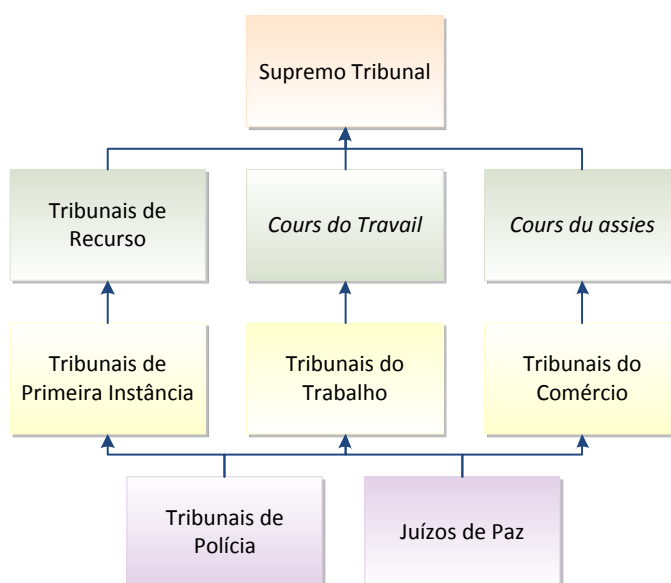 Supremo Tribunal
Tribunais de
Recurso
Cours do Travail
Cours du assies
Tribunais de
Primeira Instância
Tribunais do
Trabalho
Tribunais do
Comércio
Tribunais de
Polícia
Juízos de Paz